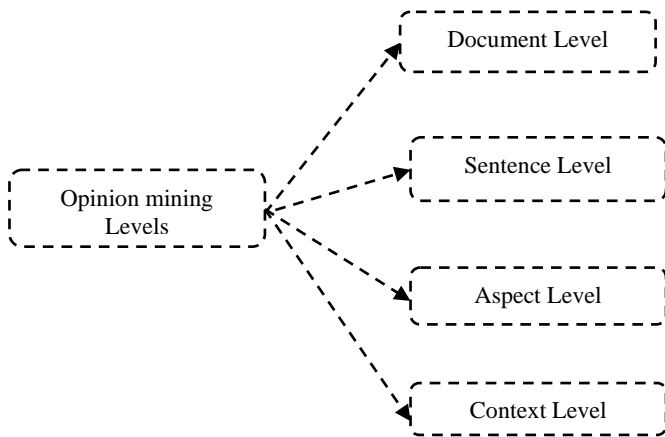 Document Level
Sentence Level
Opinion mining
Levels
Aspect Level
Context Level